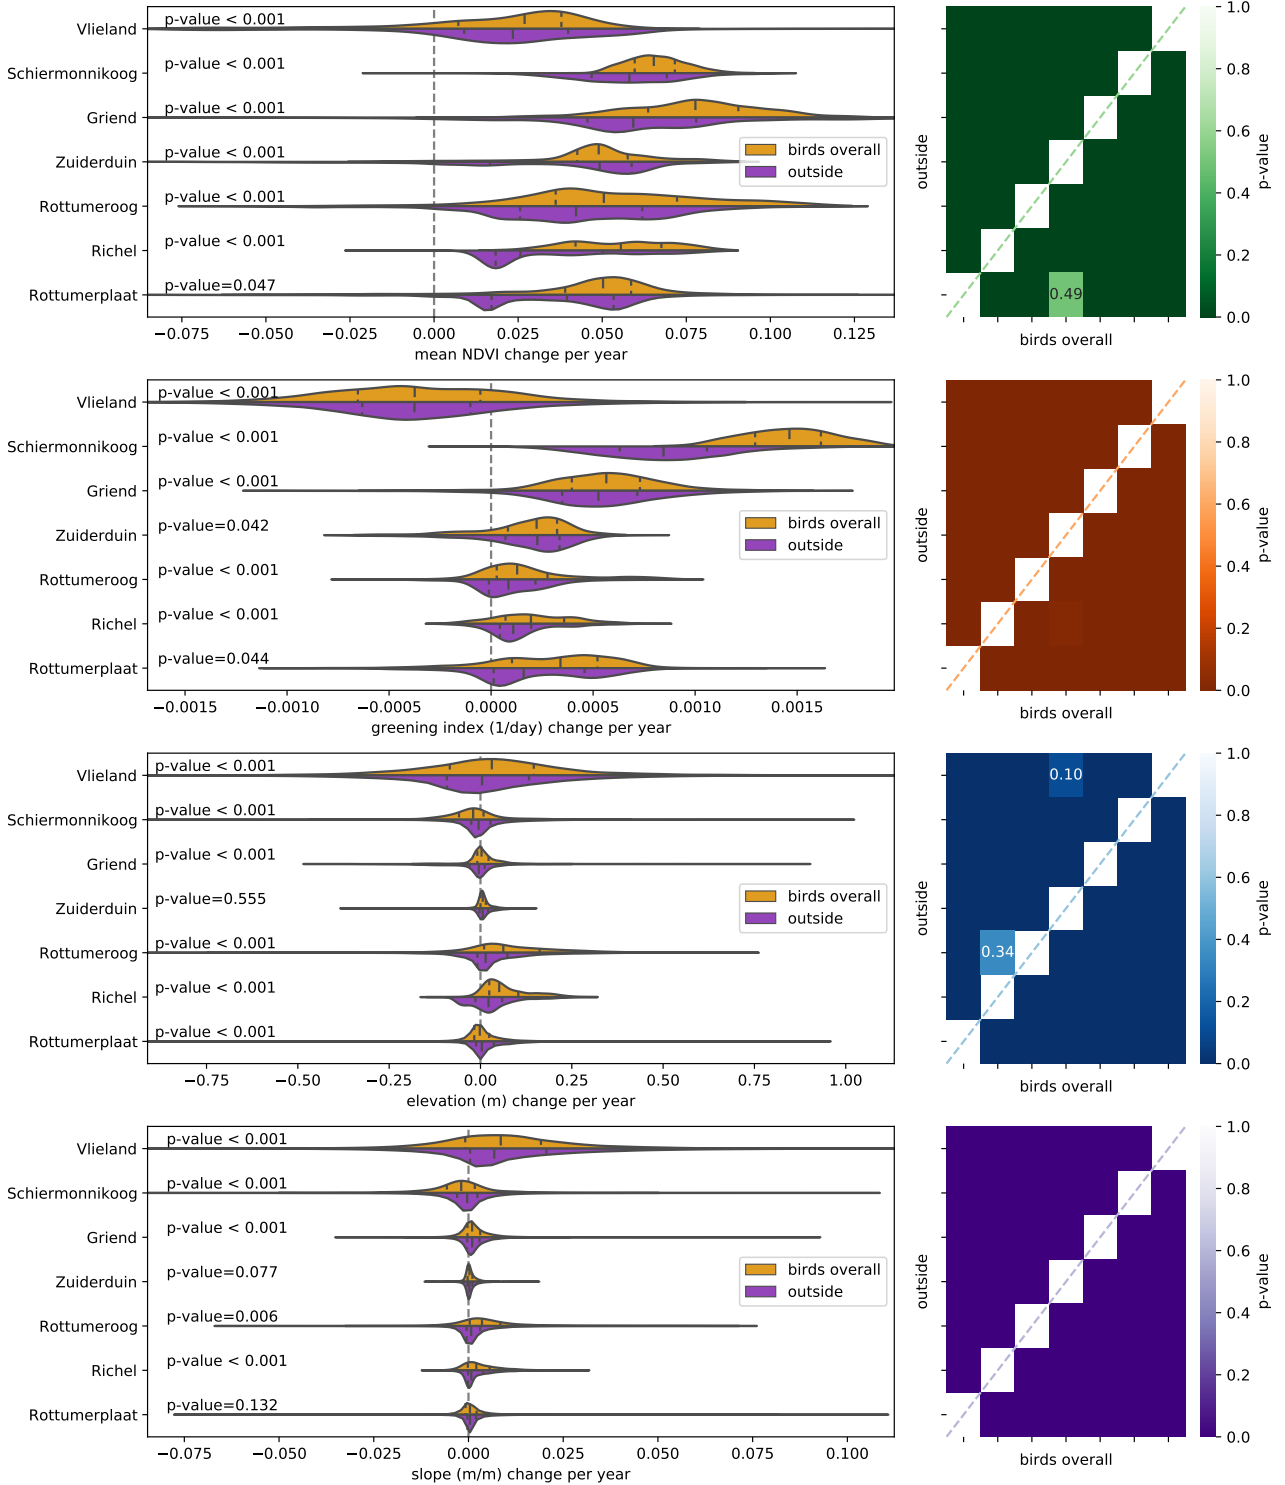 Vlieland
Schiermonnikoog
Griend
Zuiderduin
Rottumeroog
Richel
Rottumerplaat
p-value < 0.001
p-value < 0.001
p-value < 0.001
p-value < 0.001
p-value < 0.001
p-value < 0.001
p-value=0.047
birds overall
outside
−0.075 −0.050 −0.025 0.000 0.025 0.050 0.075 0.100 0.125
mean NDVI change per year
outside
0.49
birds overall
1.0
0.8
0.6
0.4
0.2
0.0
p-value
Vlieland
Schiermonnikoog
Griend
Zuiderduin
Rottumeroog
Richel
Rottumerplaat
p-value < 0.001
p-value < 0.001
p-value < 0.001
p-value=0.042
p-value < 0.001
p-value < 0.001
p-value=0.044
birds overall
outside
−0.0015 −0.0010 −0.0005 0.0000 0.0005 0.0010 0.0015
greening index (1/day) change per year
outside
birds overall
1.0
0.8
0.6
0.4
0.2
0.0
p-value
Vlieland
Schiermonnikoog
Griend
Zuiderduin
Rottumeroog
Richel
Rottumerplaat
p-value < 0.001
p-value < 0.001
p-value < 0.001
p-value=0.555
p-value < 0.001
p-value < 0.001
p-value < 0.001
birds overall
outside
−0.75 −0.50 −0.25 0.00 0.25 0.50 0.75 1.00
elevation (m) change per year
outside
0.10
0.34
birds overall
1.0
0.8
0.6
0.4
0.2
0.0
p-value
Vlieland
Schiermonnikoog
Griend
Zuiderduin
Rottumeroog
Richel
Rottumerplaat
p-value < 0.001
p-value < 0.001
p-value < 0.001
p-value=0.077
p-value=0.006
p-value < 0.001
p-value=0.132
birds overall
outside
−0.075 −0.050 −0.025 0.000 0.025 0.050 0.075 0.100
slope (m/m) change per year
outside
birds overall
1.0
0.8
0.6
0.4
0.2
0.0
p-value